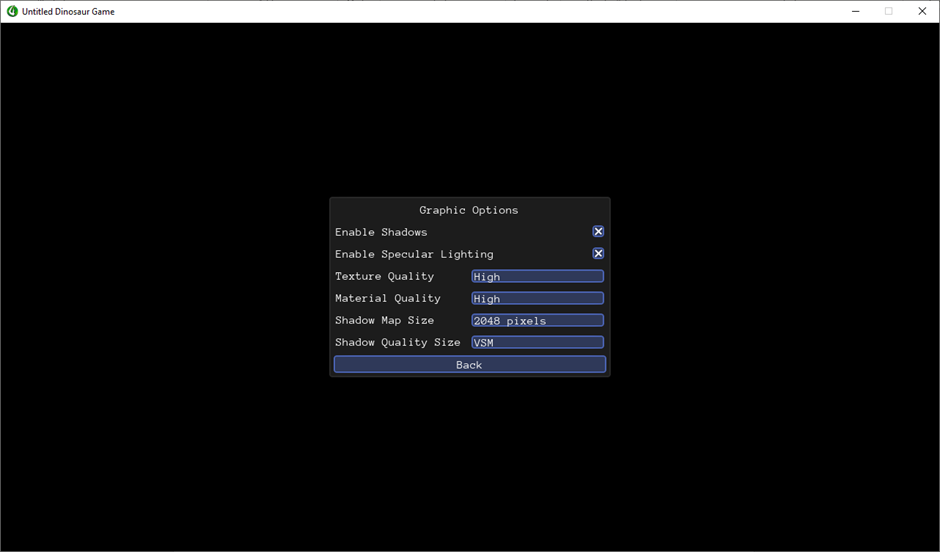 Untitled Dinosaur Game
Graphic Options
Enable Shadows
Enable Specular Lighting
Texture Quality High
Material Quality High
Shadow Map Size 2048 pixels
Shadow Quality Size VSM
Back